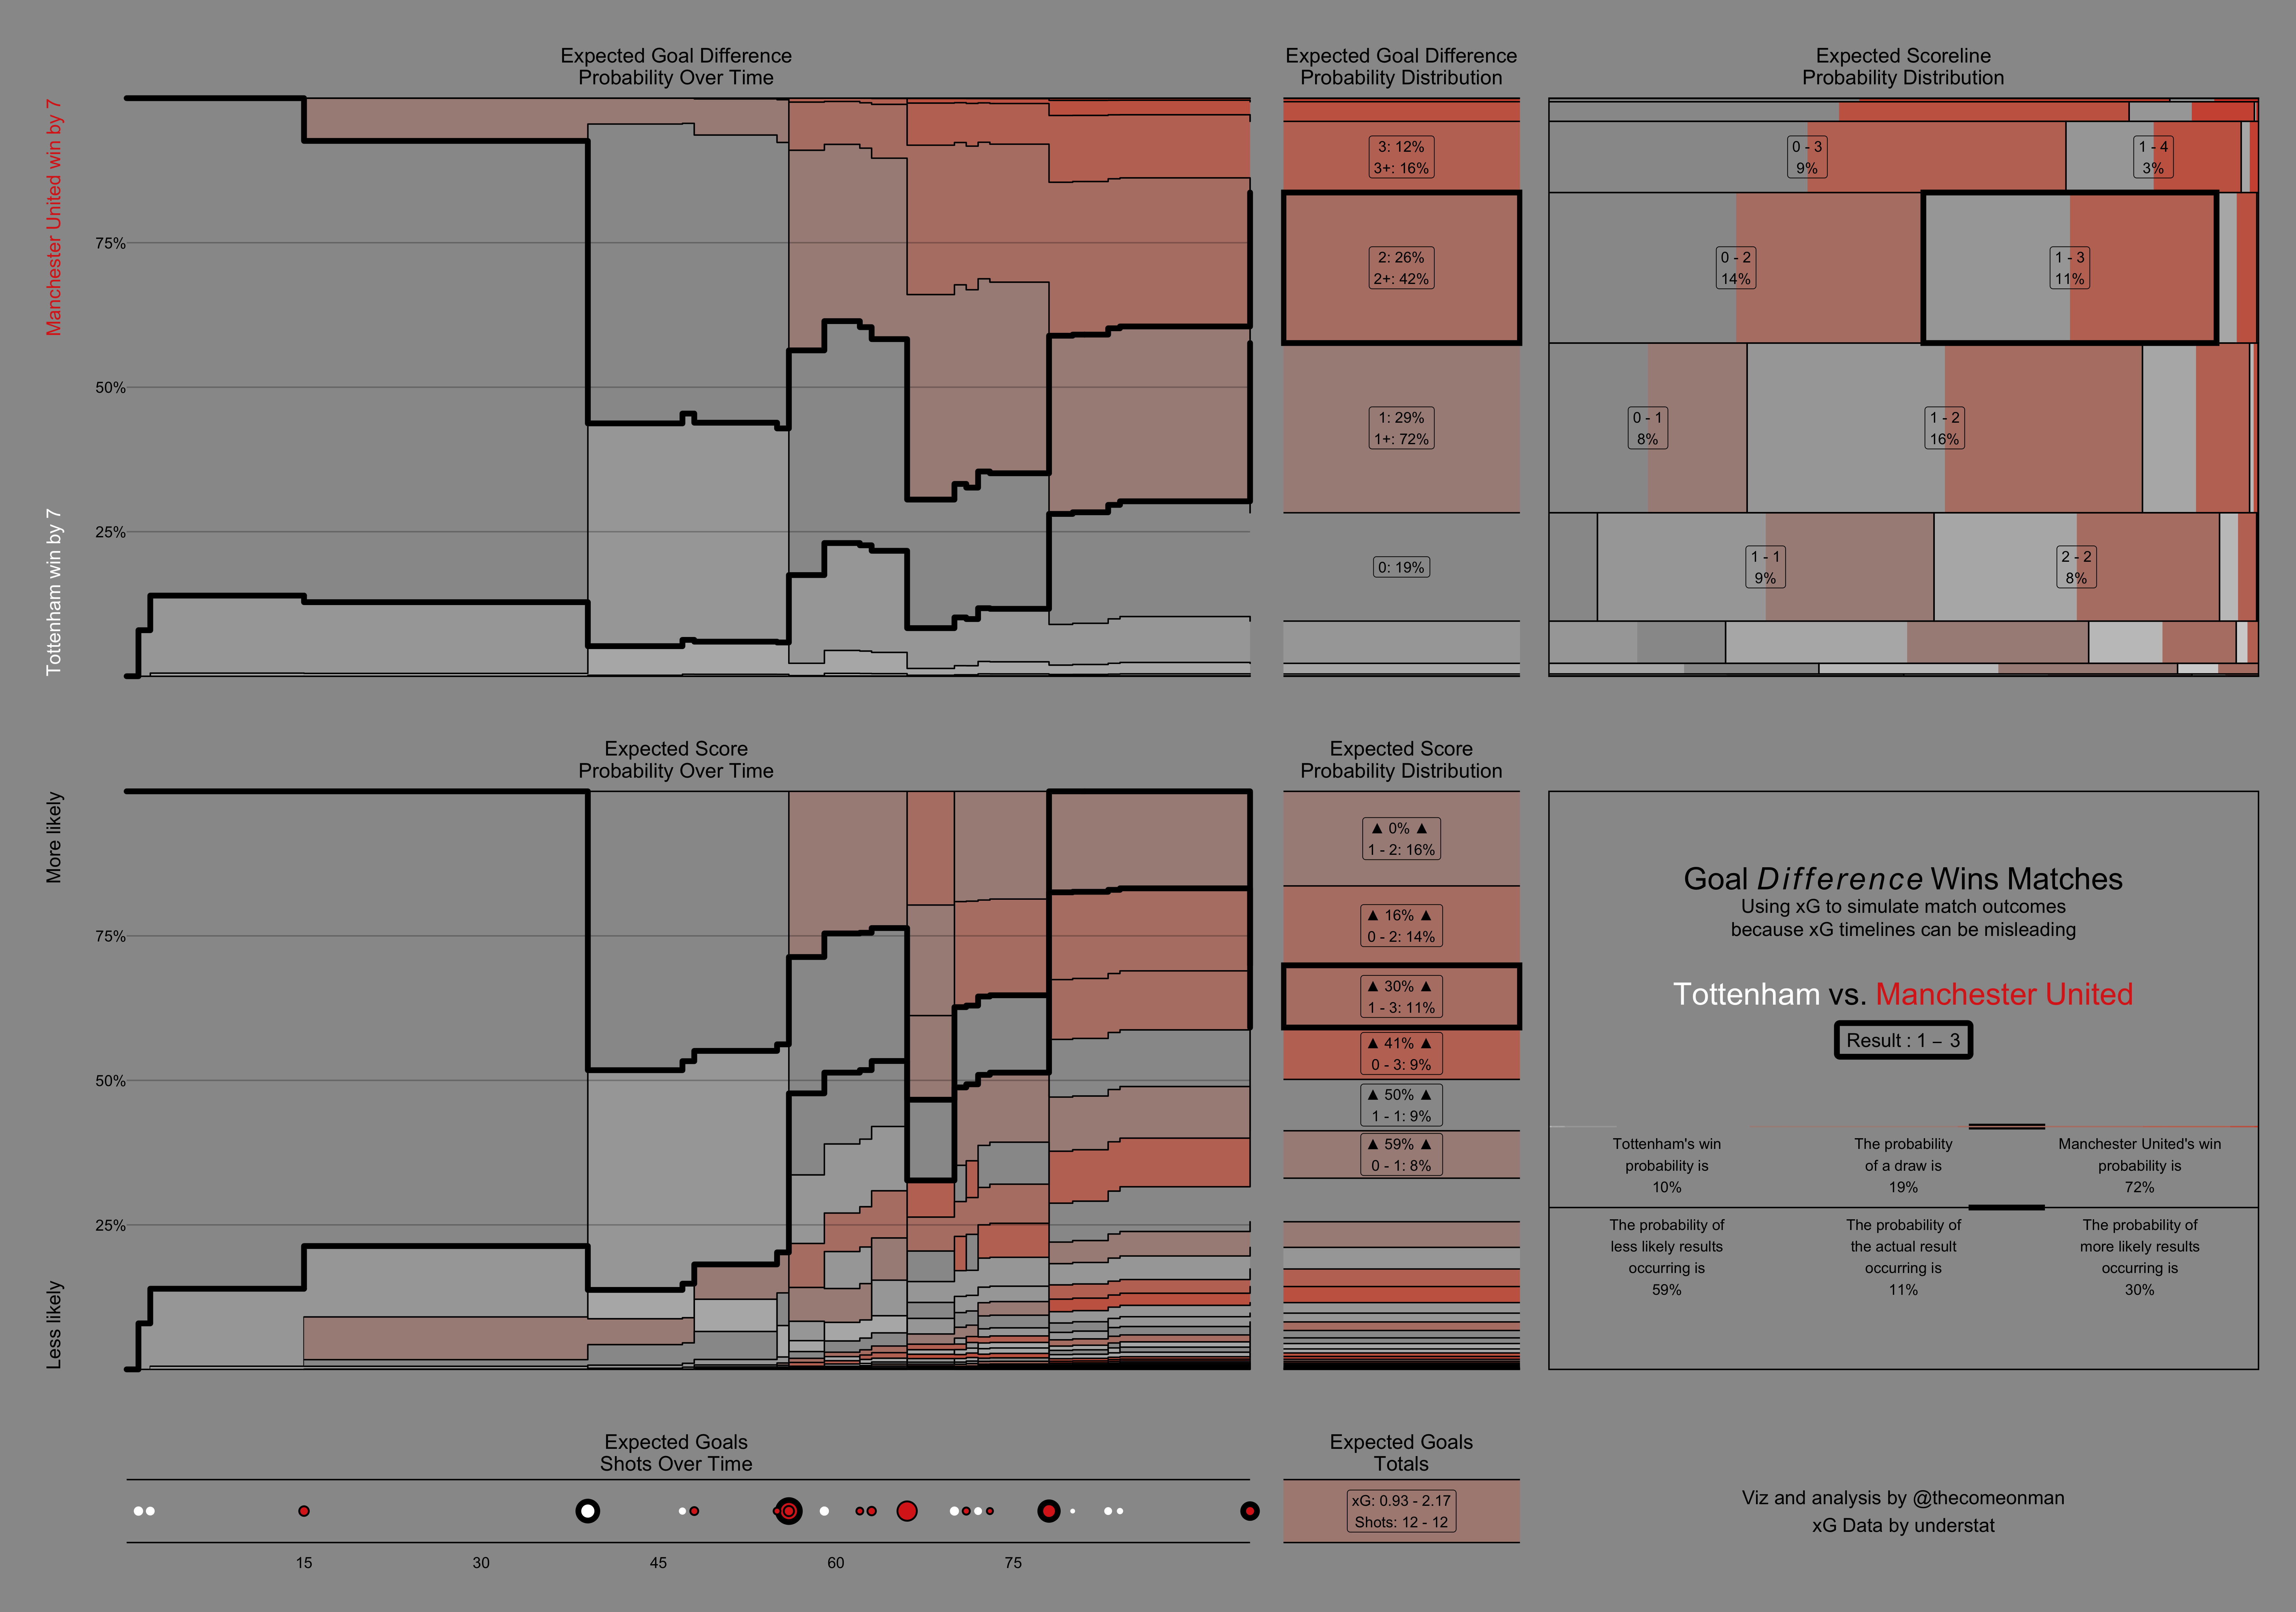 Expected Goal Difference
Probability Over Time
Expected Goal Difference
Probability Distribution
Expected Scoreline
Probability Distribution
Manchester United win by 7
Tottenham win by 7
75%
50%
25%
3: 12%
3+: 16%
2: 26%
2+: 42%
1: 29%
1+: 72%
0: 19%
0 - 3
9%
1 - 4
3%
0 - 2
14%
1 - 3
11%
0 - 1
8%
1 - 2
16%
1 - 1
9%
2 - 2
8%
Expected Score
Probability Over Time
Expected Score
Probability Distribution
More likely
Less likely
75%
50%
25%
▲ 0% ▲
1 - 2: 16%
▲ 16% ▲
0 - 2: 14%
▲ 30% ▲
1 - 3: 11%
▲ 41% ▲
0 - 3: 9%
▲ 50% ▲
1 - 1: 9%
▲ 59% ▲
0 - 1: 8%
Goal Difference Wins Matches
Using xG to simulate match outcomes
because xG timelines can be misleading
Tottenham vs. Manchester United
Result : 1 – 3
Tottenham's win
probability is
10%
The probability
of a draw is
19%
Manchester United's win
probability is
72%
The probability of
less likely results
occurring is
59%
The probability of
the actual result
occurring is
11%
The probability of
more likely results
occurring is
30%
Expected Goals
Shots Over Time
Expected Goals
Totals
xG: 0.93 - 2.17
Shots: 12 - 12
15
30
45
60
75
Viz and analysis by @thecomeonman
xG Data by understat